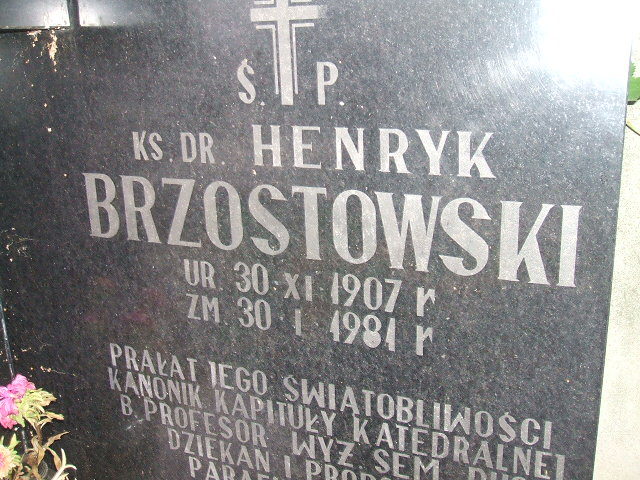 Ś. P.
KS. DR. HENRYK
BRZOSTOWSKI
UR. 30. XI 1907 r
ZM. 30. I 1981 r
PRAŁAT JEGO ŚWIĄTOBLIWOŚCI
KANONIK KAPITUŁY KATEDRALNEJ
B. PROFESOR WYŻ. SEM.
DZIEKAN I